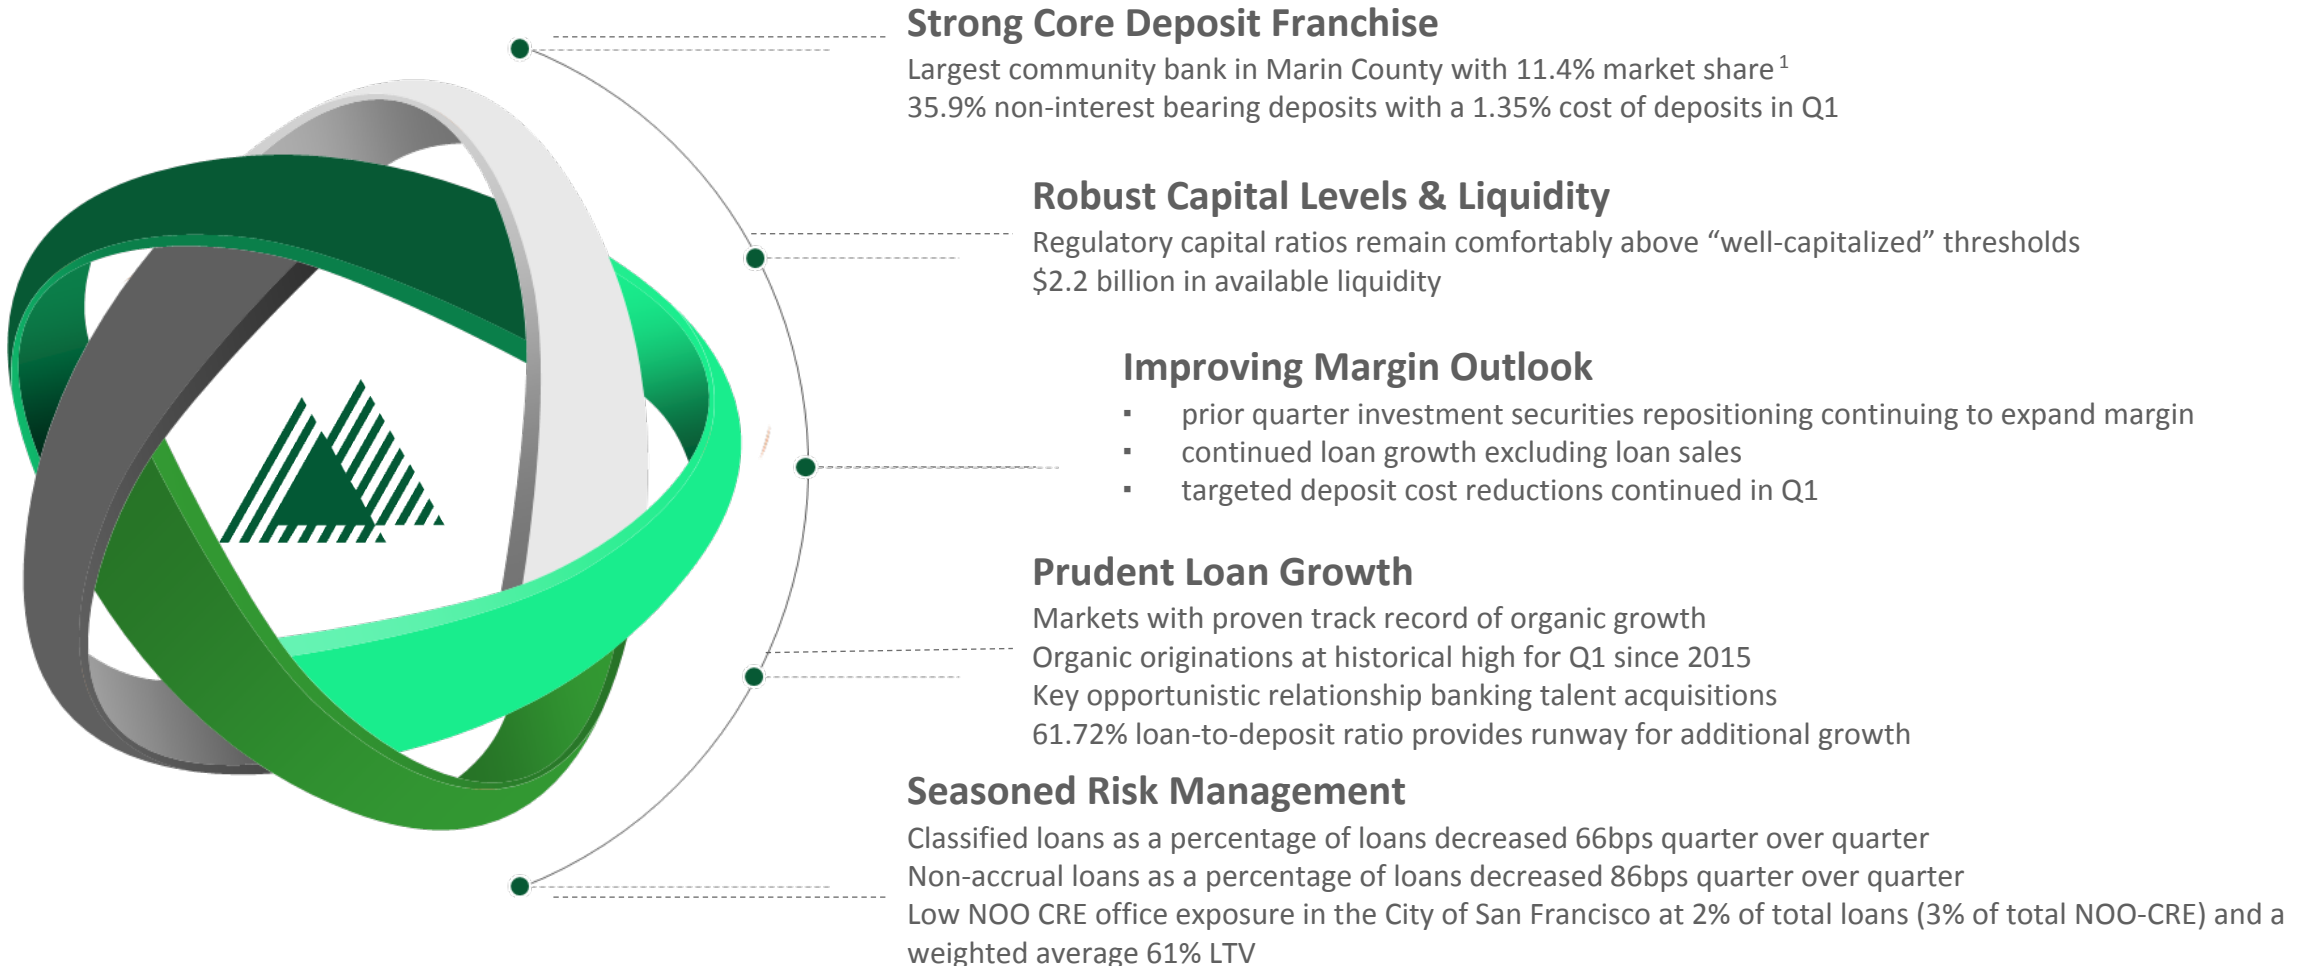 Strong Core Deposit Franchise
Largest community bank in Marin County with 11.4% market share 1
35.9% non-interest bearing deposits with a 1.35% cost of deposits in Q1
Robust Capital Levels & Liquidity
Regulatory capital ratios remain comfortably above “well-capitalized” thresholds
$2.2 billion in available liquidity
Improving Margin Outlook
▪ prior quarter investment securities repositioning continuing to expand margin
▪ continued loan growth excluding loan sales
▪ targeted deposit cost reductions continued in Q1
Prudent Loan Growth
Markets with proven track record of organic growth
Organic originations at historical high for Q1 since 2015
Key opportunistic relationship banking talent acquisitions
61.72% loan-to-deposit ratio provides runway for additional growth
Seasoned Risk Management
Classified loans as a percentage of loans decreased 66bps quarter over quarter
Non-accrual loans as a percentage of loans decreased 86bps quarter over quarter
Low NOO CRE office exposure in the City of San Francisco at 2% of total loans (3% of total NOO-CRE) and a
weighted average 61% LTV